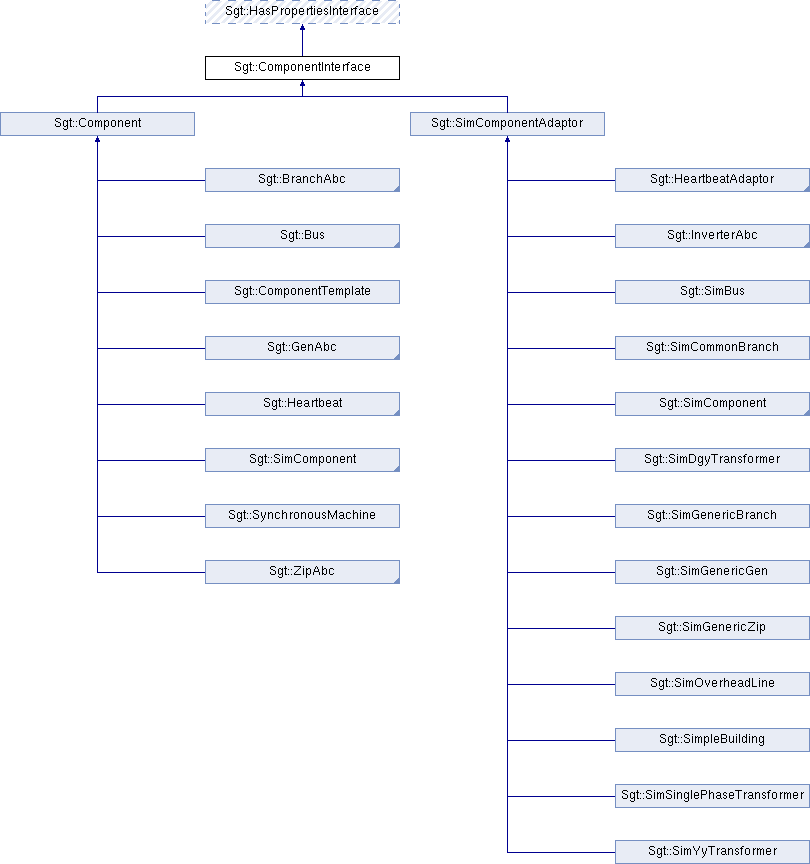 Sgt::HasPropertiesInterface
Sgt::ComponentInterface
Sgt::Component
Sgt::SimComponentAdaptor
Sgt::BranchAbc
Sgt::HeartbeatAdaptor
Sgt::Bus
Sgt::InverterAbc
Sgt::ComponentTemplate
Sgt::SimBus
Sgt::GenAbc
Sgt::SimCommonBranch
Sgt::Heartbeat
Sgt::SimComponent
Sgt::SimComponent
Sgt::SimDgyTransformer
Sgt::SynchronousMachine
Sgt::SimGenericBranch
Sgt::ZipAbc
Sgt::SimGenericGen
Sgt::SimGenericZip
Sgt::SimOverheadLine
Sgt::SimpleBuilding
Sgt::SimSinglePhaseTransformer
Sgt::SimYyTransformer